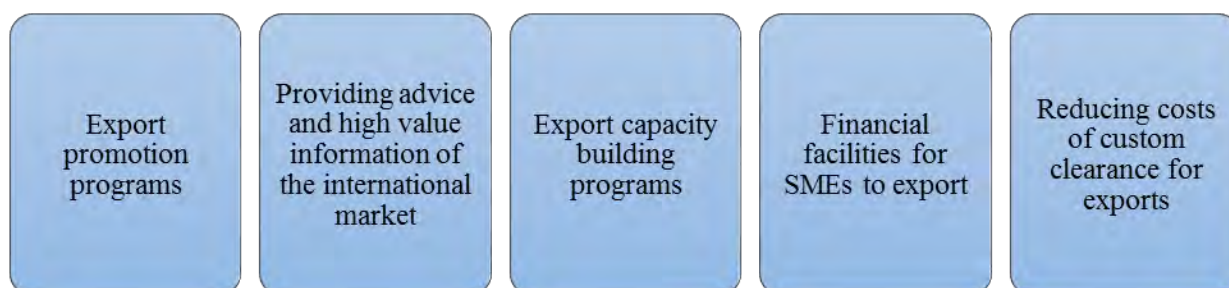 Export
promotion
programs
Providing advice
and high value
information of
the international
market
Export capacity
building
programs
Financial
facilities for
SMEs to export
Reducing costs
of custom
clearance for
exports